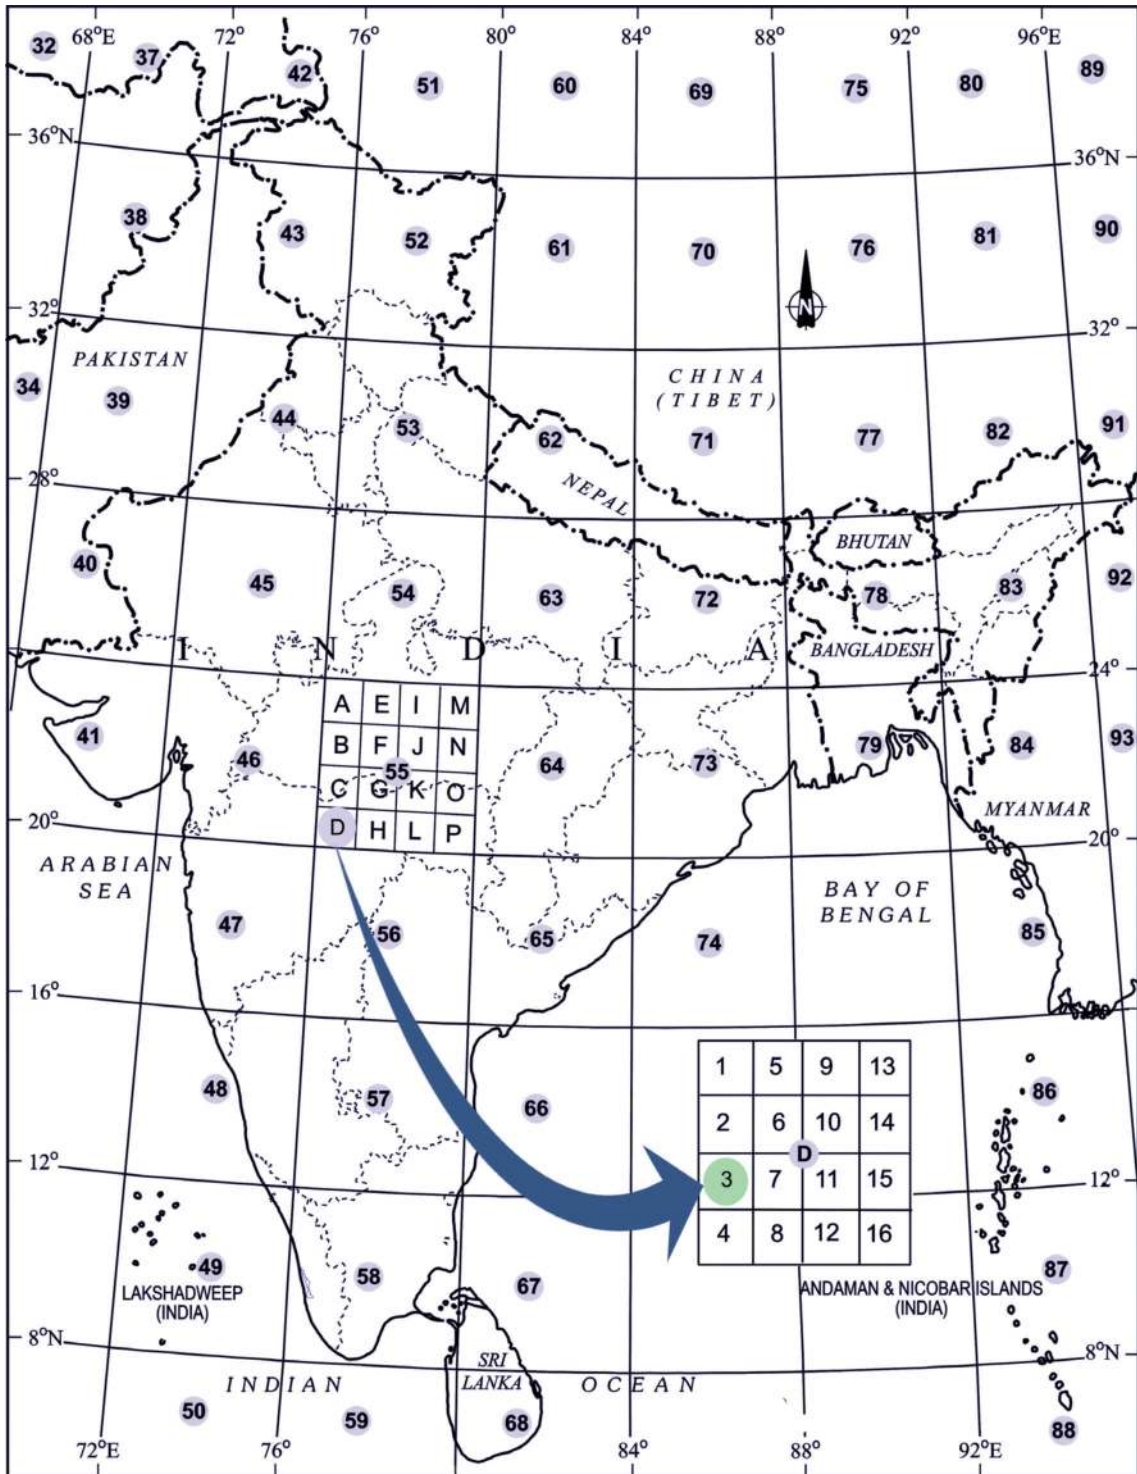 68°E 72° 76° 80° 84° 88° 92° 96°E
32 37 42 51 60 69 75 80 89
36°N 36°N
38 43 52 61 70 76 81 90
N
32° 32°
PAKISTAN
CHINA
(TIBET)
34 39 44 53 62 71 77 82 91
28° 28°
NEPAL
BHUTAN
40 45 54 63 72 78 83 92
I N D I A
BANGLADESH
24° 24°
A E I M
B F J N
55
C G K O
D H L P
41 46 64 73 79 84 93
MYANMAR
20° 20°
ARABIAN
SEA
BAY OF
BENGAL
47 56 65 74 85
16° 16°
1 5 9 13
2 6 10 14
D
3 7 11 15
4 8 12 16
48 57 66 86
12° 12°
49 58 67 87
LAKSHADWEEP
(INDIA)
ANDAMAN & NICOBAR ISLANDS
(INDIA)
8°N 8°N
SRI
LANKA
INDIAN OCEAN
50 59 68 88
72°E 76° 84° 88° 92°E